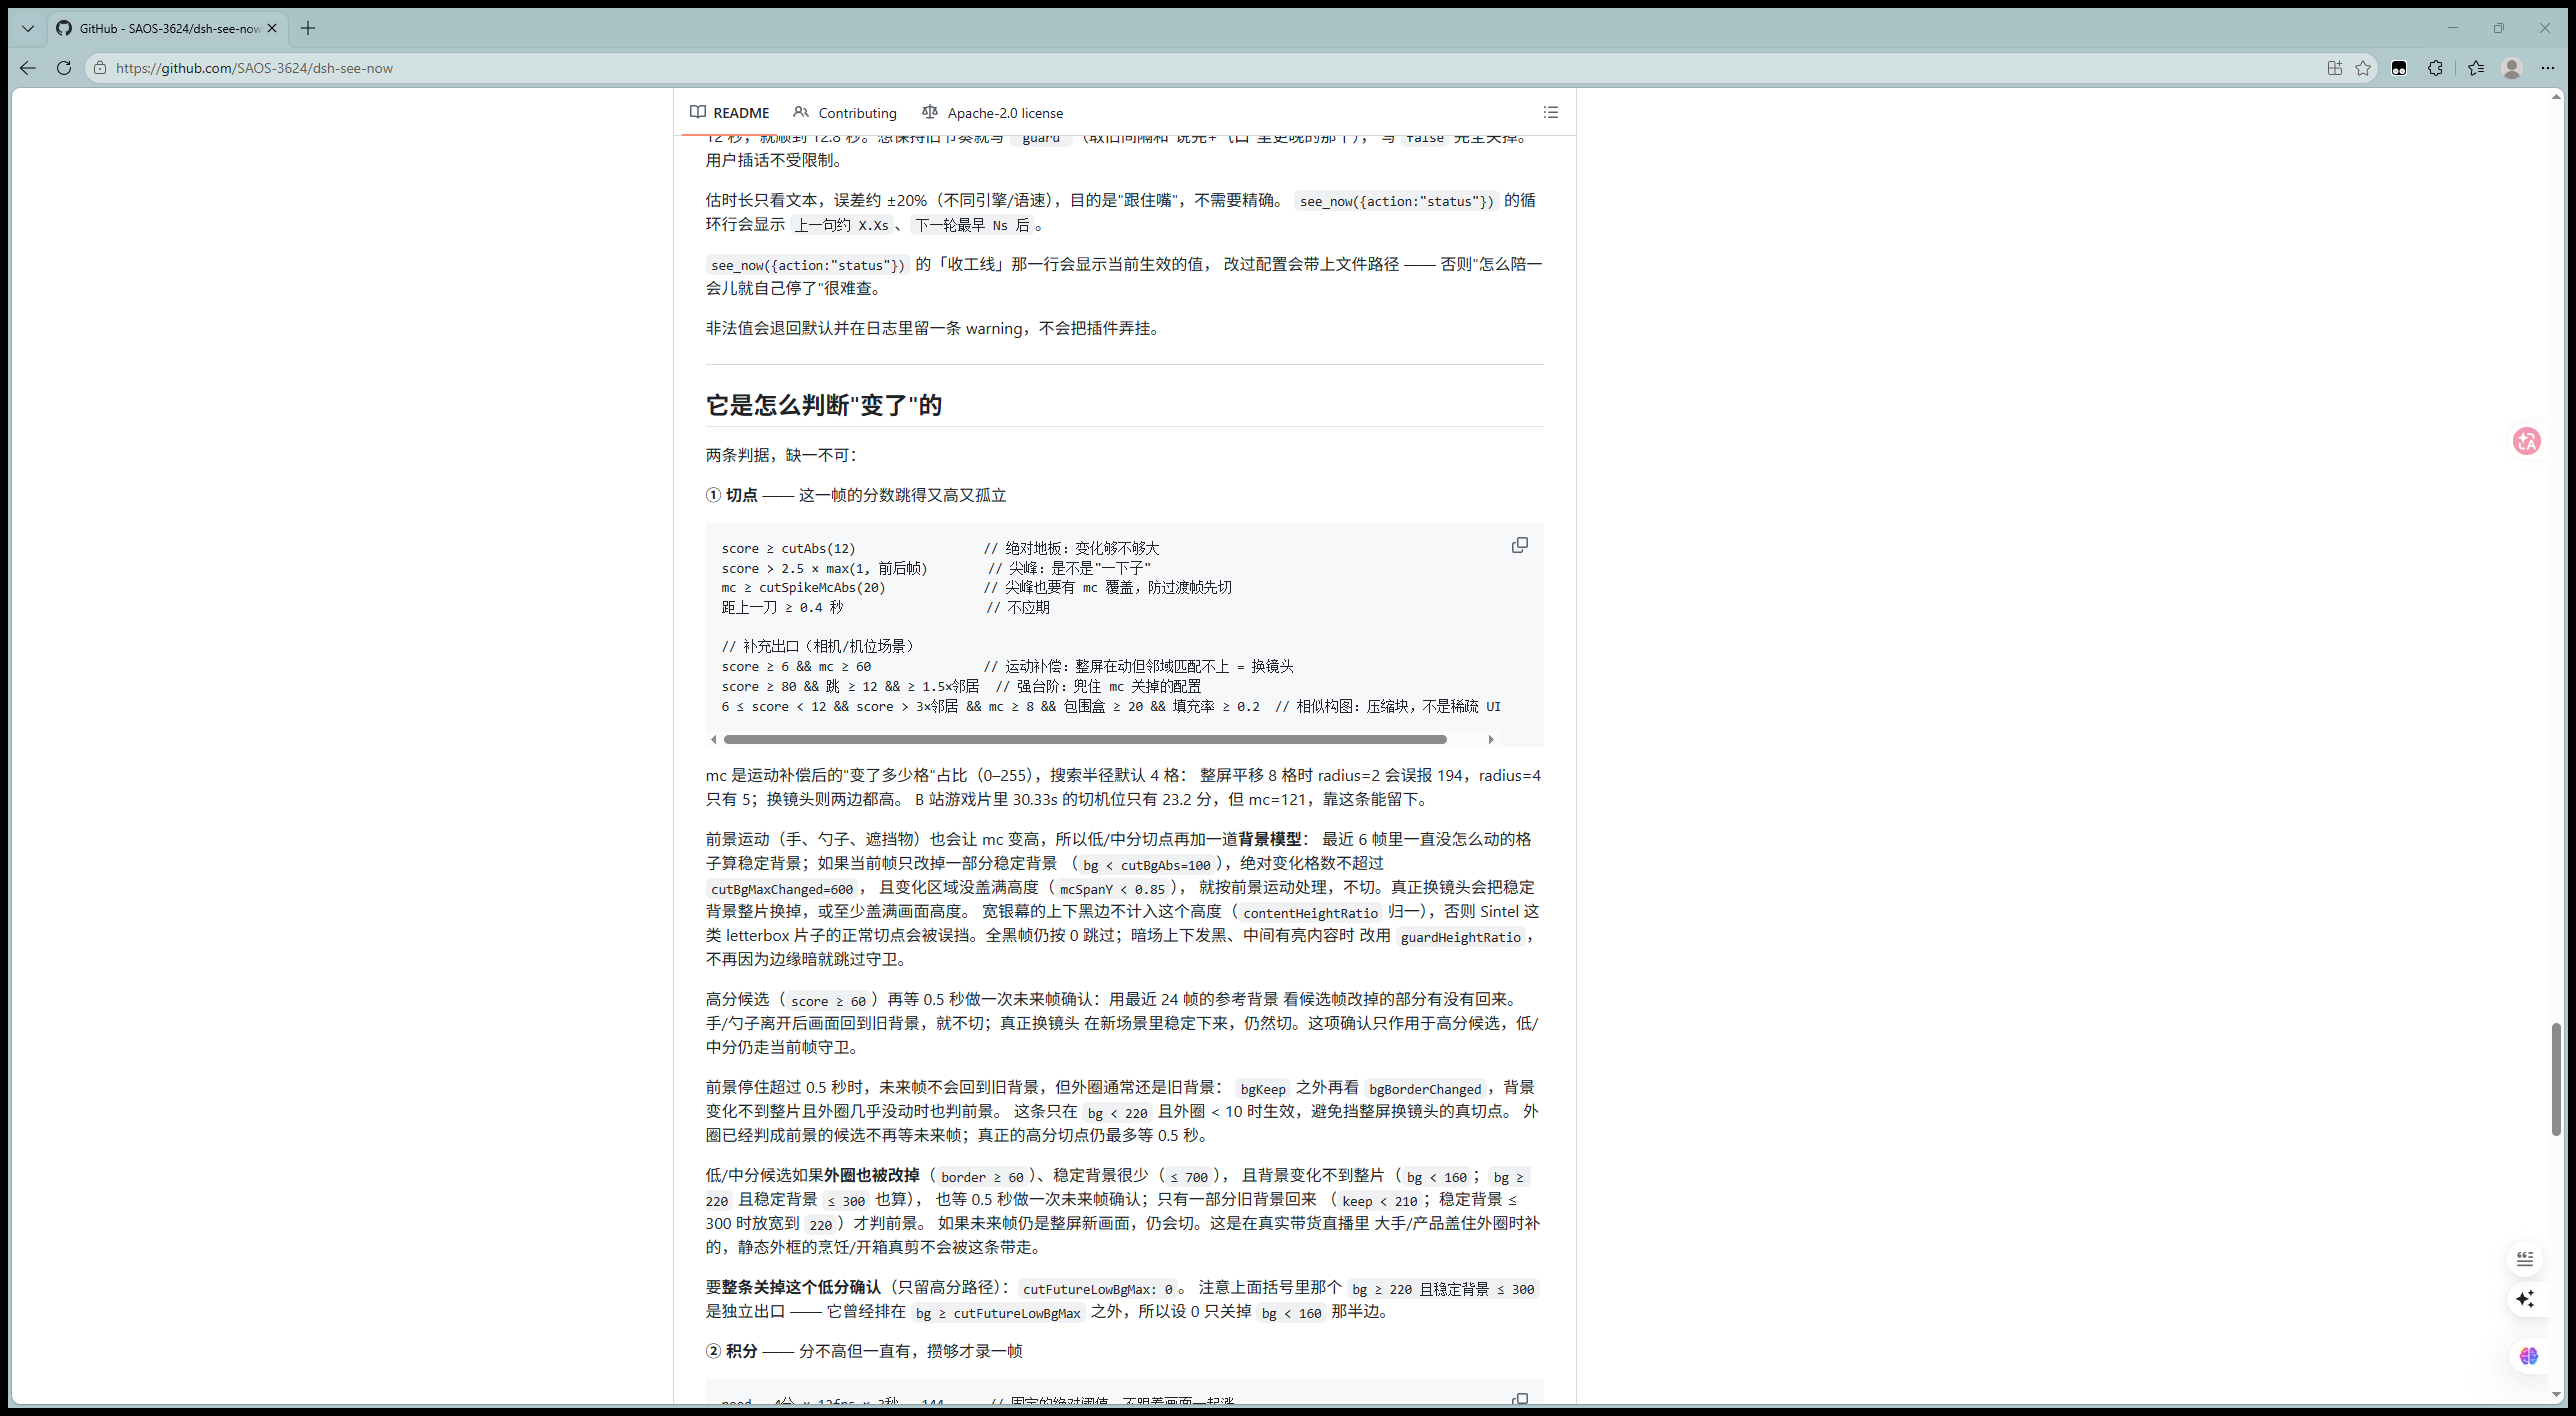 GitHub - SAOS-3624/dsh-see-now
https://github.com/SAOS-3624/dsh-see-now
README Contributing Apache-2.0 license
用户插话不受限制。
估时长只看文本，误差约 ±20%（不同引擎/语速），目的是"跟住嘴"，不需要精确。 see_now({action:"status"}) 的循
环行会显示 上一句约 X.Xs 、 下一轮最早 Ns 后 。
see_now({action:"status"}) 的「收工线」那一行会显示当前生效的值， 改过配置会带上文件路径 —— 否则"怎么陪一
会儿就自己停了"很难查。
非法值会退回默认并在日志里留一条 warning，不会把插件弄挂。
它是怎么判断"变了"的
两条判据，缺一不可：
① 切点 —— 这一帧的分数跳得又高又孤立
score ≥ cutAbs(12) // 绝对地板：变化够不够大
score > 2.5 × max(1, 前后帧) // 尖峰：是不是"一下子"
mc ≥ cutSpikeMcAbs(20) // 尖峰也要有 mc 覆盖，防过渡帧先切
距上一刀 ≥ 0.4 秒 // 不应期
// 补充出口（相机/机位场景）
score ≥ 6 && mc ≥ 60 // 运动补偿：整屏在动但邻域匹配不上 = 换镜头
score ≥ 80 && 跳 ≥ 12 && ≥ 1.5×邻居 // 强台阶：兜住 mc 关掉的配置
6 ≤ score < 12 && score > 3×邻居 && mc ≥ 8 && 包围盒 ≥ 20 && 填充率 ≥ 0.2 // 相似构图：压缩块，不是稀疏 UI
mc 是运动补偿后的"变了多少格"占比（0–255），搜索半径默认 4 格： 整屏平移 8 格时 radius=2 会误报 194，radius=4
只有 5；换镜头则两边都高。 B 站游戏片里 30.33s 的切机位只有 23.2 分，但 mc=121，靠这条能留下。
前景运动（手、勺子、遮挡物）也会让 mc 变高，所以低/中分切点再加一道背景模型： 最近 6 帧里一直没怎么动的格
子算稳定背景；如果当前帧只改掉一部分稳定背景 （ bg < cutBgAbs=100 ），绝对变化格数不超过
cutBgMaxChanged=600 ， 且变化区域没盖满高度（ mcSpanY < 0.85 ）， 就按前景运动处理，不切。真正换镜头会把稳定
背景整片换掉，或至少盖满画面高度。 宽银幕的上下黑边不计入这个高度（ contentHeightRatio 归一），否则 Sintel 这
类 letterbox 片子的正常切点会被误挡。全黑帧仍按 0 跳过；暗场上下发黑、中间有亮内容时 改用 guardHeightRatio ，
不再因为边缘暗就跳过守卫。
高分候选（ score ≥ 60 ）再等 0.5 秒做一次未来帧确认：用最近 24 帧的参考背景 看候选帧改掉的部分有没有回来。
手/勺子离开后画面回到旧背景，就不切；真正换镜头 在新场景里稳定下来，仍然切。这项确认只作用于高分候选，低/
中分仍走当前帧守卫。
前景停住超过 0.5 秒时，未来帧不会回到旧背景，但外圈通常还是旧背景： bgKeep 之外再看 bgBorderChanged ，背景
变化不到整片且外圈几乎没动时也判前景。 这条只在 bg < 220 且外圈 < 10 时生效，避免挡整屏换镜头的真切点。 外
圈已经判成前景的候选不再等未来帧；真正的高分切点仍最多等 0.5 秒。
低/中分候选如果外圈也被改掉（ border ≥ 60 ）、稳定背景很少（ ≤ 700 ）， 且背景变化不到整片（ bg < 160 ； bg ≥
220 且稳定背景 ≤ 300 也算）， 也等 0.5 秒做一次未来帧确认；只有一部分旧背景回来 （ keep < 210 ；稳定背景 ≤
300 时放宽到 220 ）才判前景。 如果未来帧仍是整屏新画面，仍会切。这是在真实带货直播里 大手/产品盖住外圈时补
的，静态外框的烹饪/开箱真剪不会被这条带走。
要整条关掉这个低分确认（只留高分路径）： cutFutureLowBgMax: 0 。 注意上面括号里那个 bg ≥ 220 且稳定背景 ≤ 300
是独立出口 —— 它曾经排在 bg ≥ cutFutureLowBgMax 之外，所以设 0 只关掉 bg < 160 那半边。
② 积分 —— 分不高但一直有，攒够才录一帧